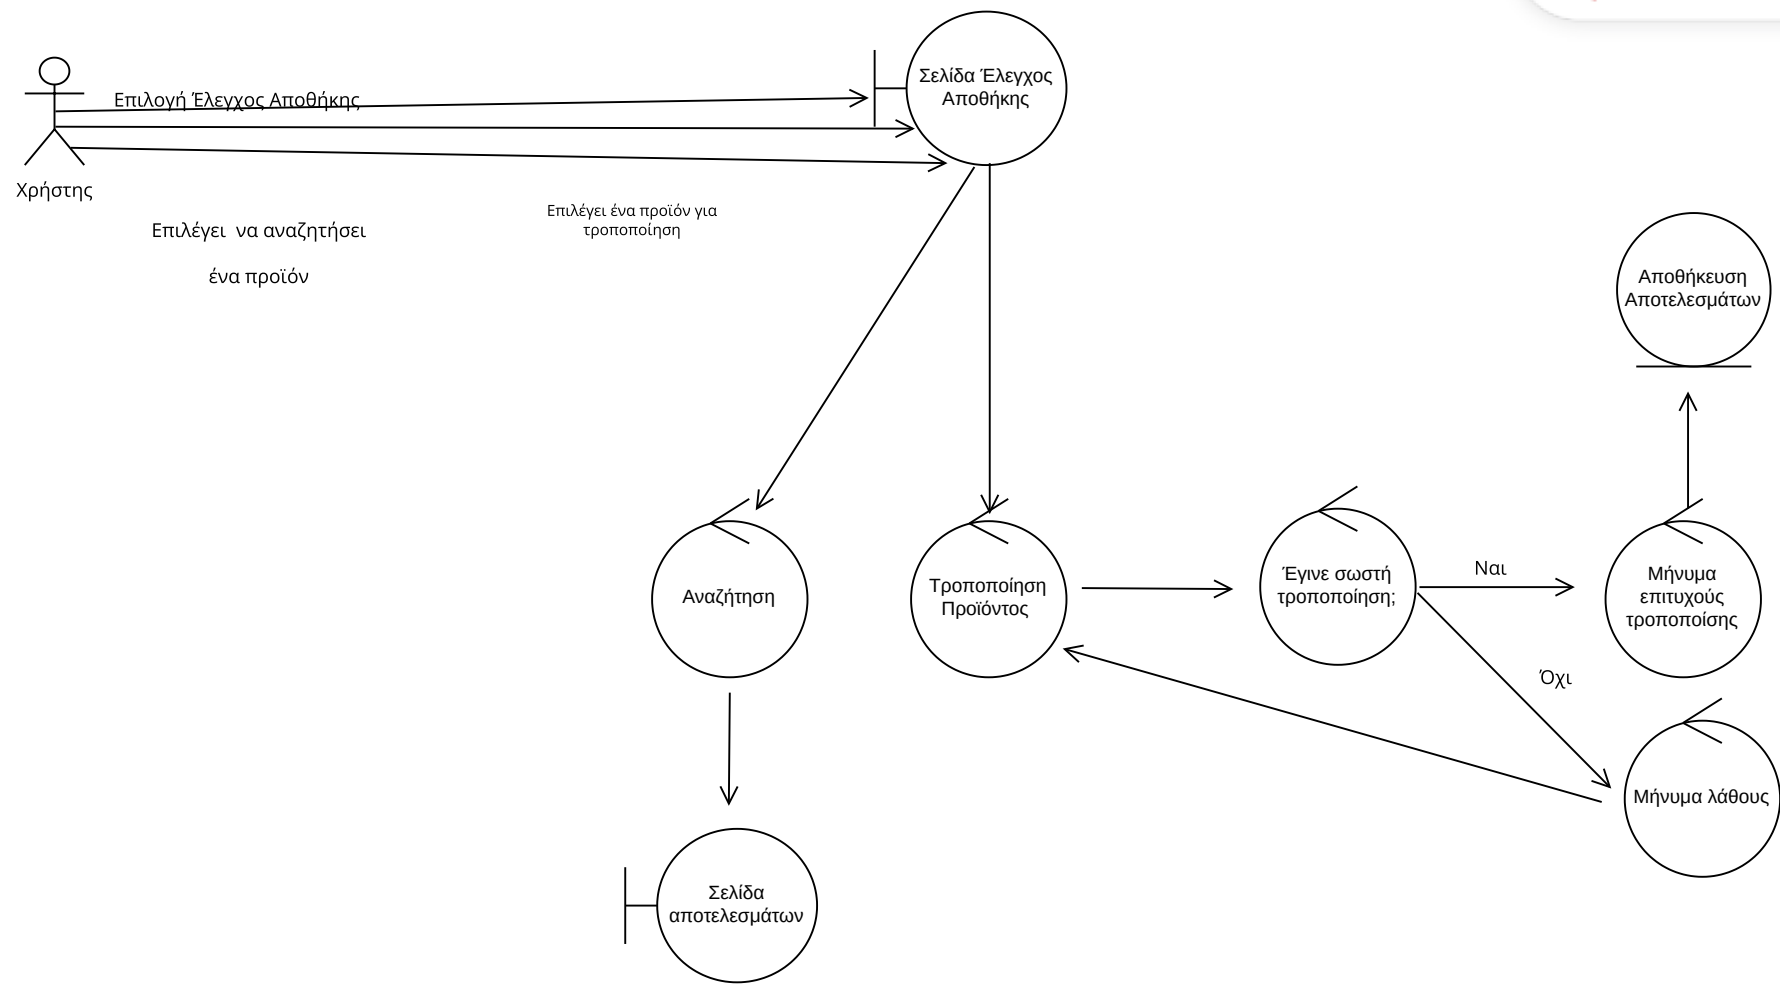 Σελίδα Έλεγχος
Αποθήκης
Επιλογή Έλεγχος Αποθήκης
Χρήστης
Επιλέγει  να αναζητήσει
ένα προϊόν
Επιλέγει ένα προϊόν για
τροποποίηση
Αποθήκευση
Αποτελεσμάτων
Αναζήτηση
Τροποποίηση
Προϊόντος
Έγινε σωστή
τροποποίηση;
Ναι
Μήνυμα
επιτυχούς
τροποποίσης
Όχι
Μήνυμα λάθους
Σελίδα
αποτελεσμάτων